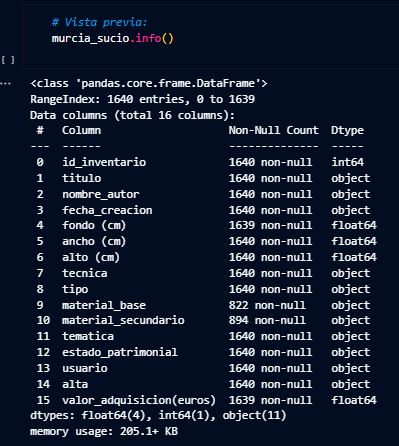 # Vista previa:
murcia_sucio.info()
[ ]
...
<class 'pandas.core.frame.DataFrame'>
RangeIndex: 1640 entries, 0 to 1639
Data columns (total 16 columns):
 #   Column                    Non-Null Count  Dtype
---  ------                    --------------  -----
 0   id_inventario             1640 non-null   int64
 1   titulo                    1640 non-null   object
 2   nombre_autor              1640 non-null   object
 3   fecha_creacion            1640 non-null   object
 4   fondo (cm)                1639 non-null   float64
 5   ancho (cm)                1640 non-null   float64
 6   alto (cm)                 1640 non-null   float64
 7   tecnica                   1640 non-null   object
 8   tipo                      1640 non-null   object
 9   material_base             822 non-null    object
 10  material_secundario       894 non-null    object
 11  tematica                  1640 non-null   object
 12  estado_patrimonial        1640 non-null   object
 13  usuario                   1640 non-null   object
 14  alta                      1640 non-null   object
 15  valor_adquisicion(euros)  1639 non-null   float64
dtypes: float64(4), int64(1), object(11)
memory usage: 205.1+ KB